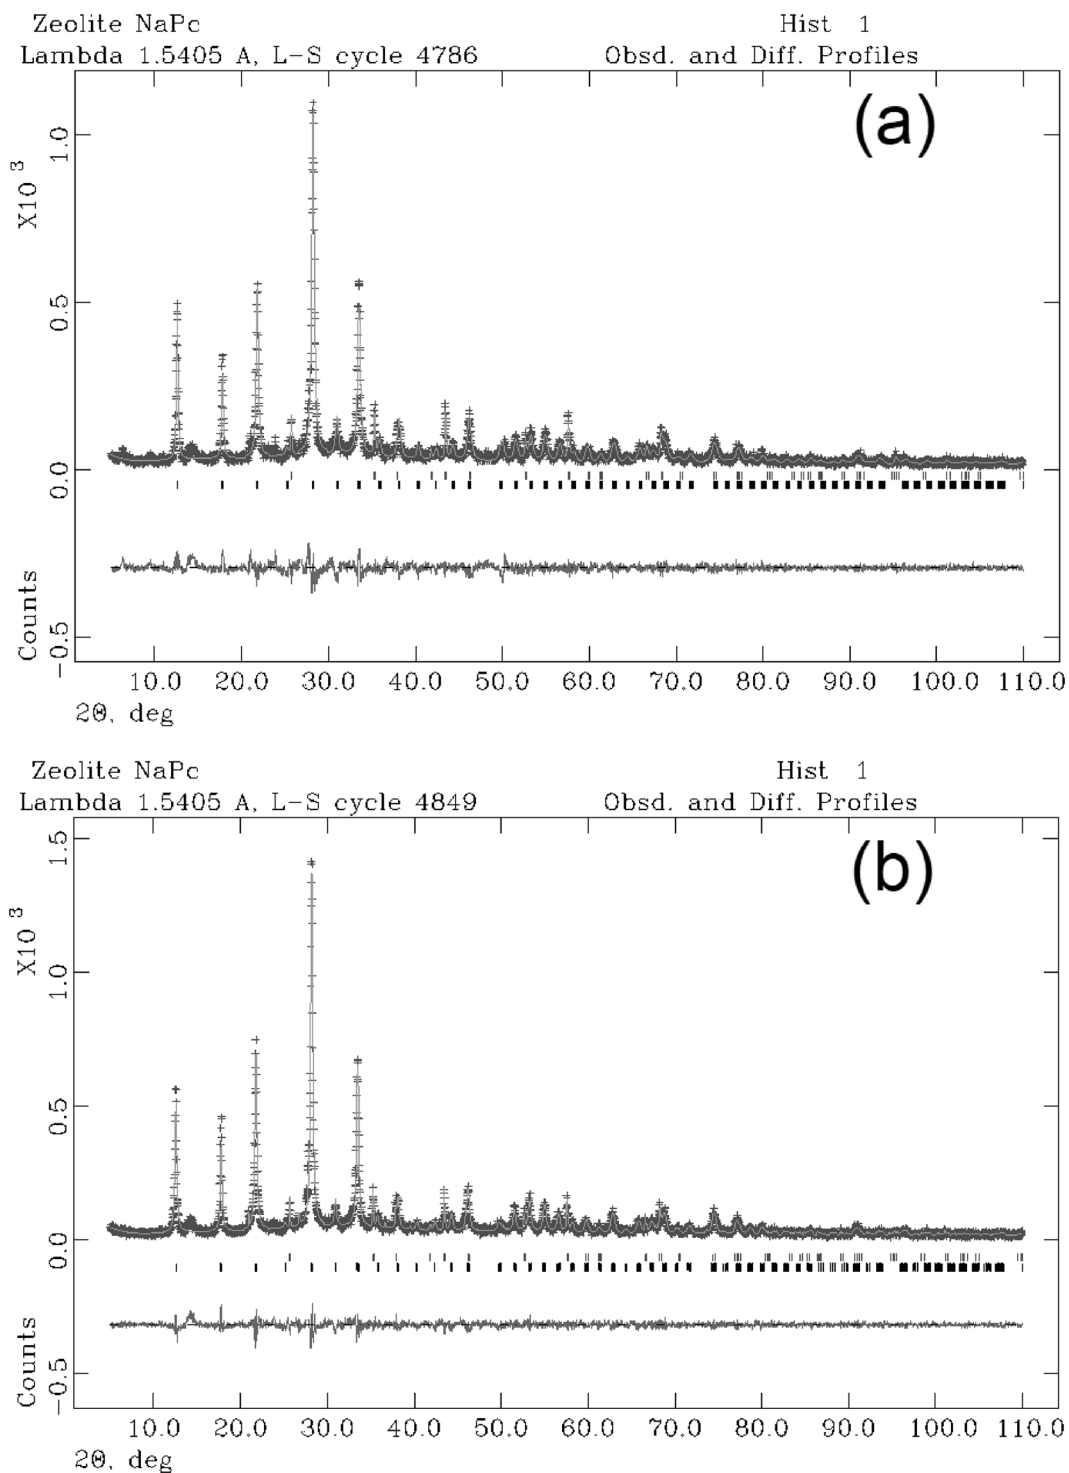 Zeolite NaPc Hist 1
Lambda 1.5405 A, L-S cycle 4786 Obsd. and Diff. Profiles
(a)
X10 3
1.0
0.5
0.0
-0.5
Counts
10.0 20.0 30.0 40.0 50.0 60.0 70.0 80.0 90.0 100.0 110.0
2Θ, deg
Zeolite NaPc Hist 1
Lambda 1.5405 A, L-S cycle 4849 Obsd. and Diff. Profiles
(b)
X10 3
1.5
1.0
0.5
0.0
-0.5
Counts
10.0 20.0 30.0 40.0 50.0 60.0 70.0 80.0 90.0 100.0 110.0
2Θ, deg